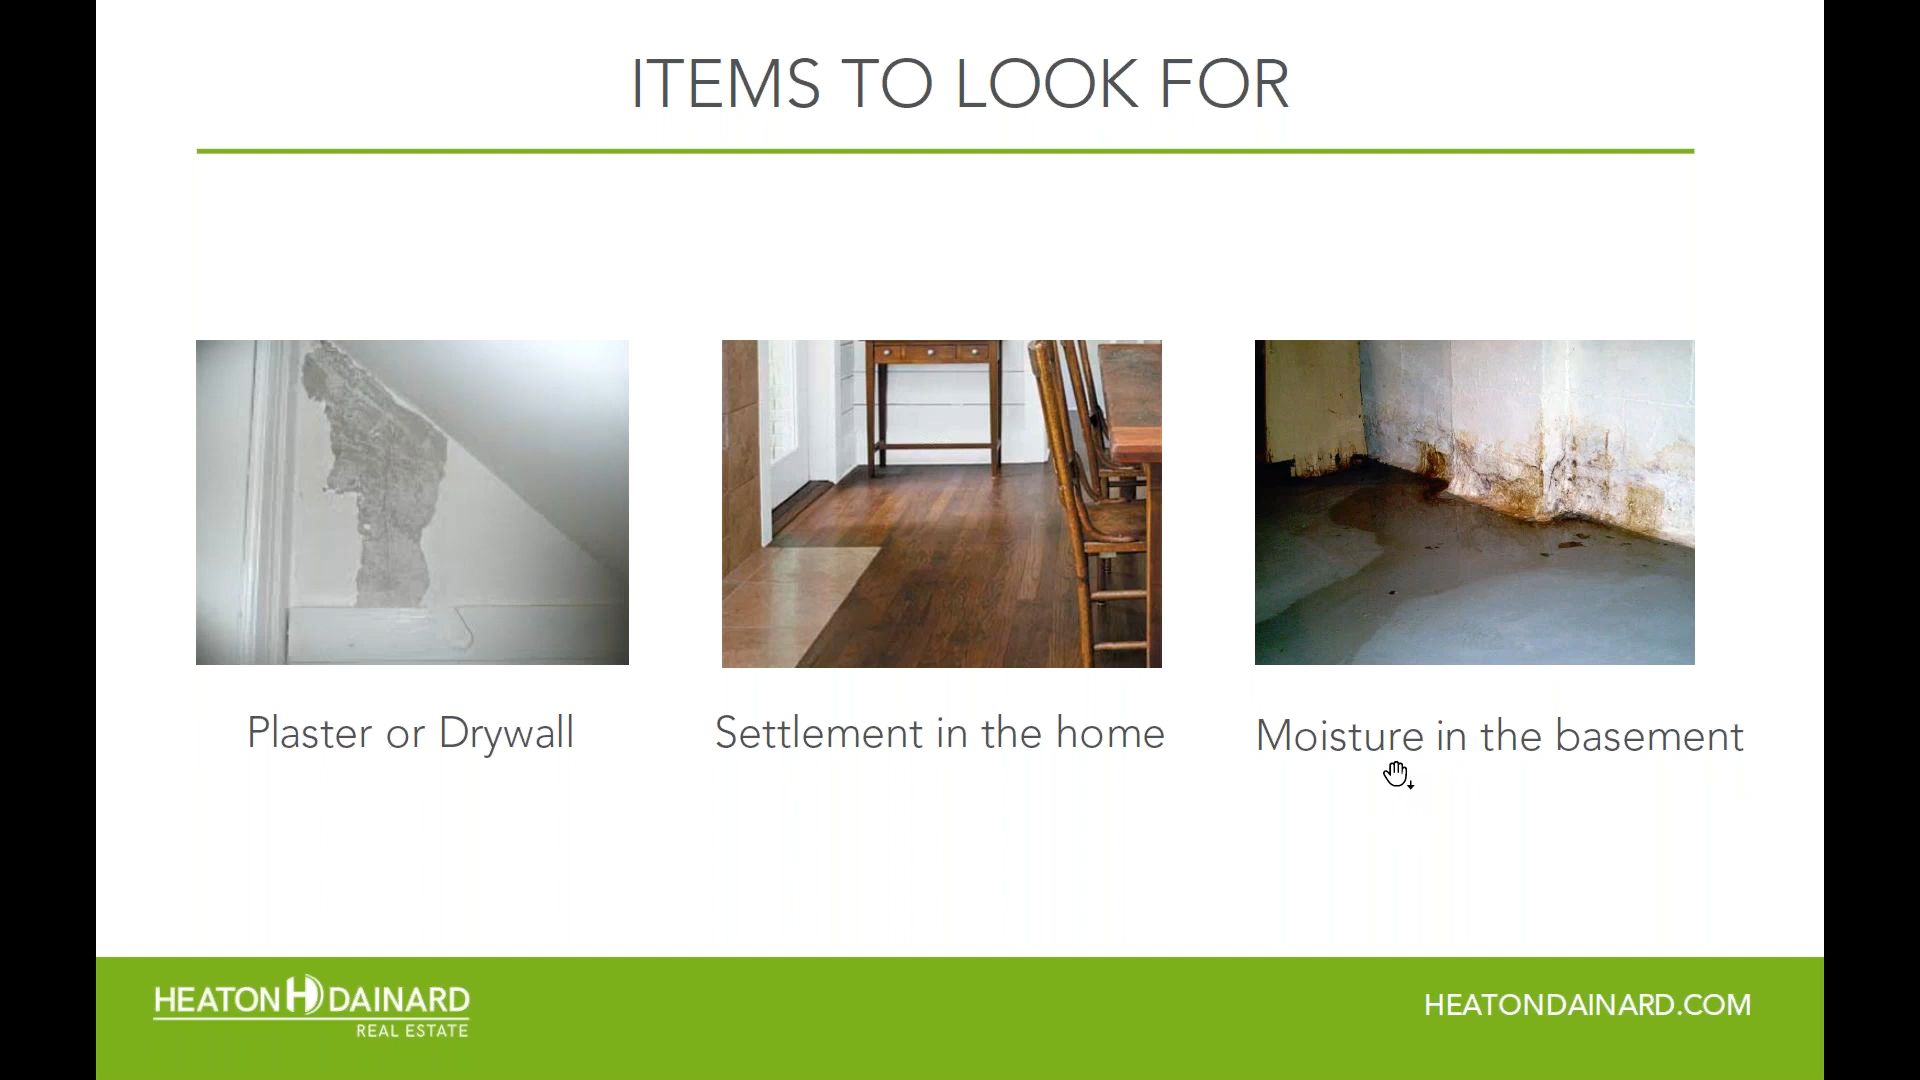 ITEMS TO LOOK FOR
Plaster or Drywall
Settlement in the home
Moisture in the basement
HEATON DAINARD
REAL ESTATE
HEATONDAINARD.COM